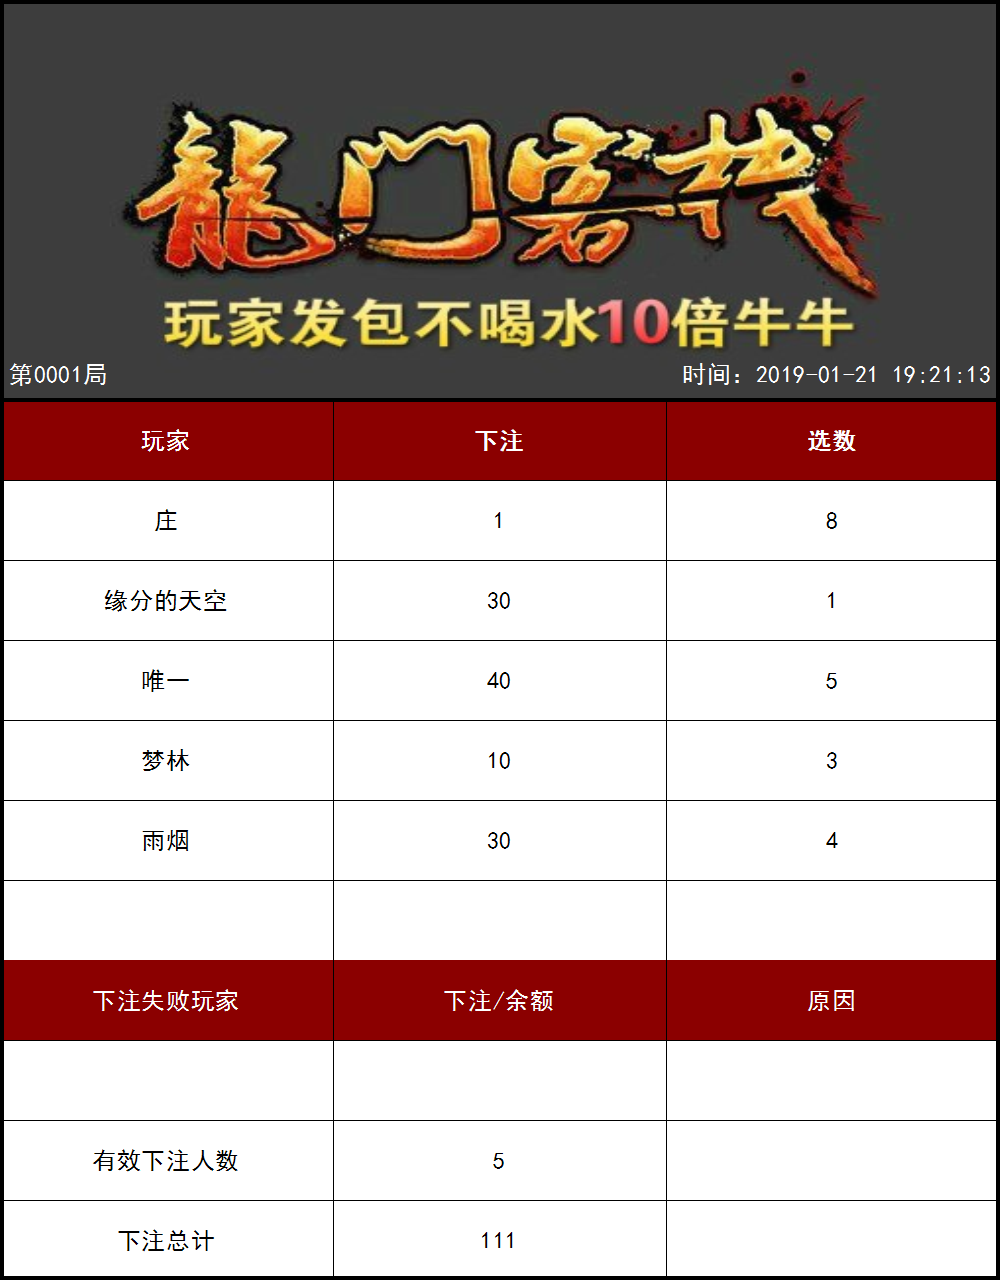 龍门客栈
玩家发包不喝水10倍牛牛
第0001局 时间：2019-01-21 19:21:13
玩家 下注 选数
庄 1 8
缘分的天空 30 1
唯一 40 5
梦林 10 3
雨烟 30 4
下注失败玩家 下注/余额 原因
有效下注人数 5
下注总计 111